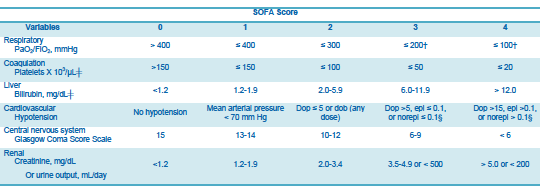 SOFA Score
Variables 0 1 2 3 4
Respiratory
PaO₂/FIO₂, mmHg > 400 ≤ 400 ≤ 300 ≤ 200† ≤ 100†
Coagulation
Platelets X 10³/μL‡ >150 ≤ 150 ≤ 100 ≤ 50 ≤ 20
Liver
Bilirubin, mg/dL‡ <1.2 1.2-1.9 2.0-5.9 6.0-11.9 > 12.0
Cardiovascular
Hypotension No hypotension Mean arterial pressure < 70 mm Hg Dop ≤ 5 or dob (any dose) Dop >5, epi ≤ 0.1, or norepi ≤ 0.1§ Dop >15, epi >0.1, or norepi > 0.1§
Central nervous system
Glasgow Coma Score Scale 15 13-14 10-12 6-9 < 6
Renal
Creatinine, mg/dL <1.2 1.2-1.9 2.0-3.4 3.5-4.9 or < 500 > 5.0 or < 200
Or urine output, mL/day